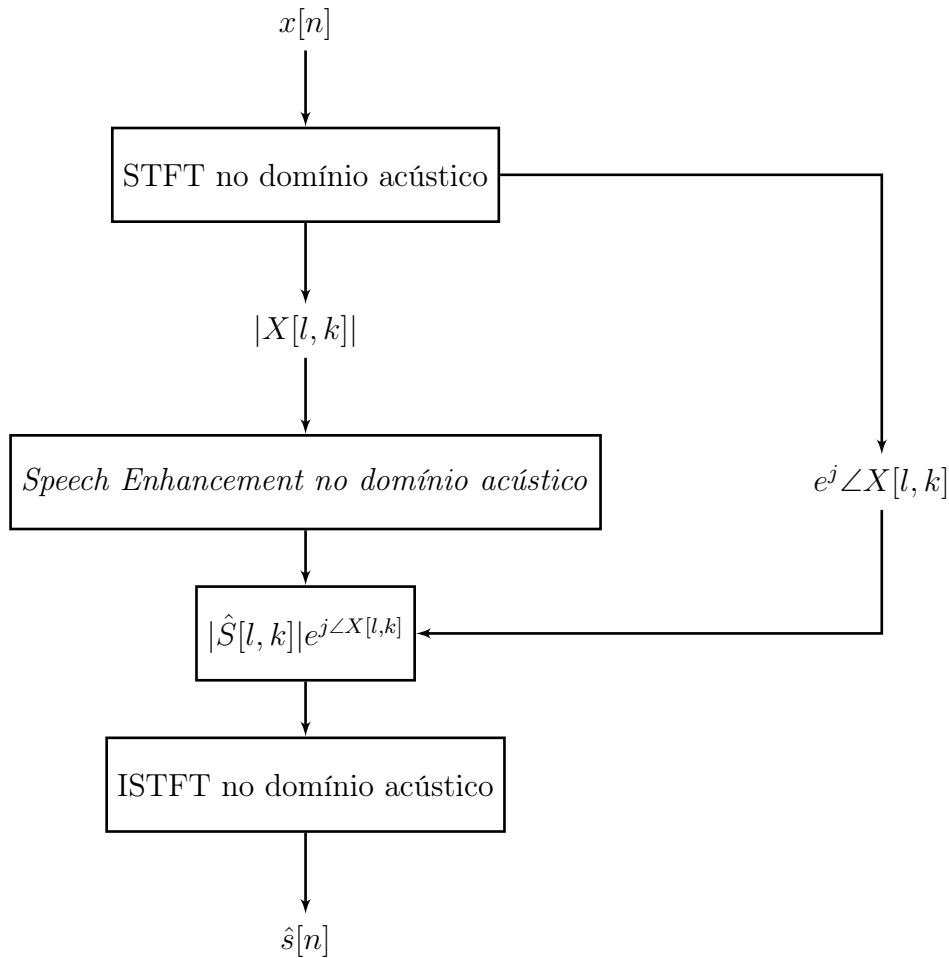 x[n]
STFT no domínio acústico
|X[l, k]|
Speech Enhancement no domínio acústico
e^j∠X[l, k]
|Ŝ[l, k]|e^{j∠X[l,k]}
ISTFT no domínio acústico
ŝ[n]